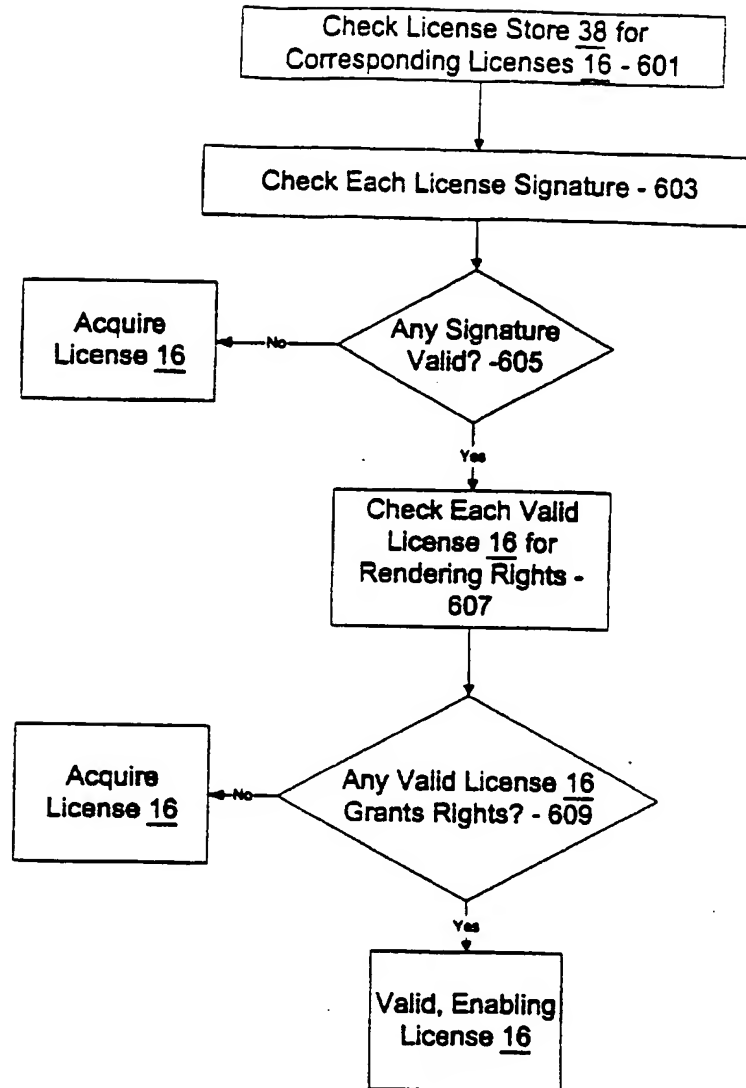 Check License Store 38 for
Corresponding Licenses 16 - 601
Check Each License Signature - 603
Any Signature
Valid? -605
No
Acquire
License 16
Yes
Check Each Valid
License 16 for
Rendering Rights -
607
Any Valid License 16
Grants Rights? - 609
No
Acquire
License 16
Yes
Valid, Enabling
License 16